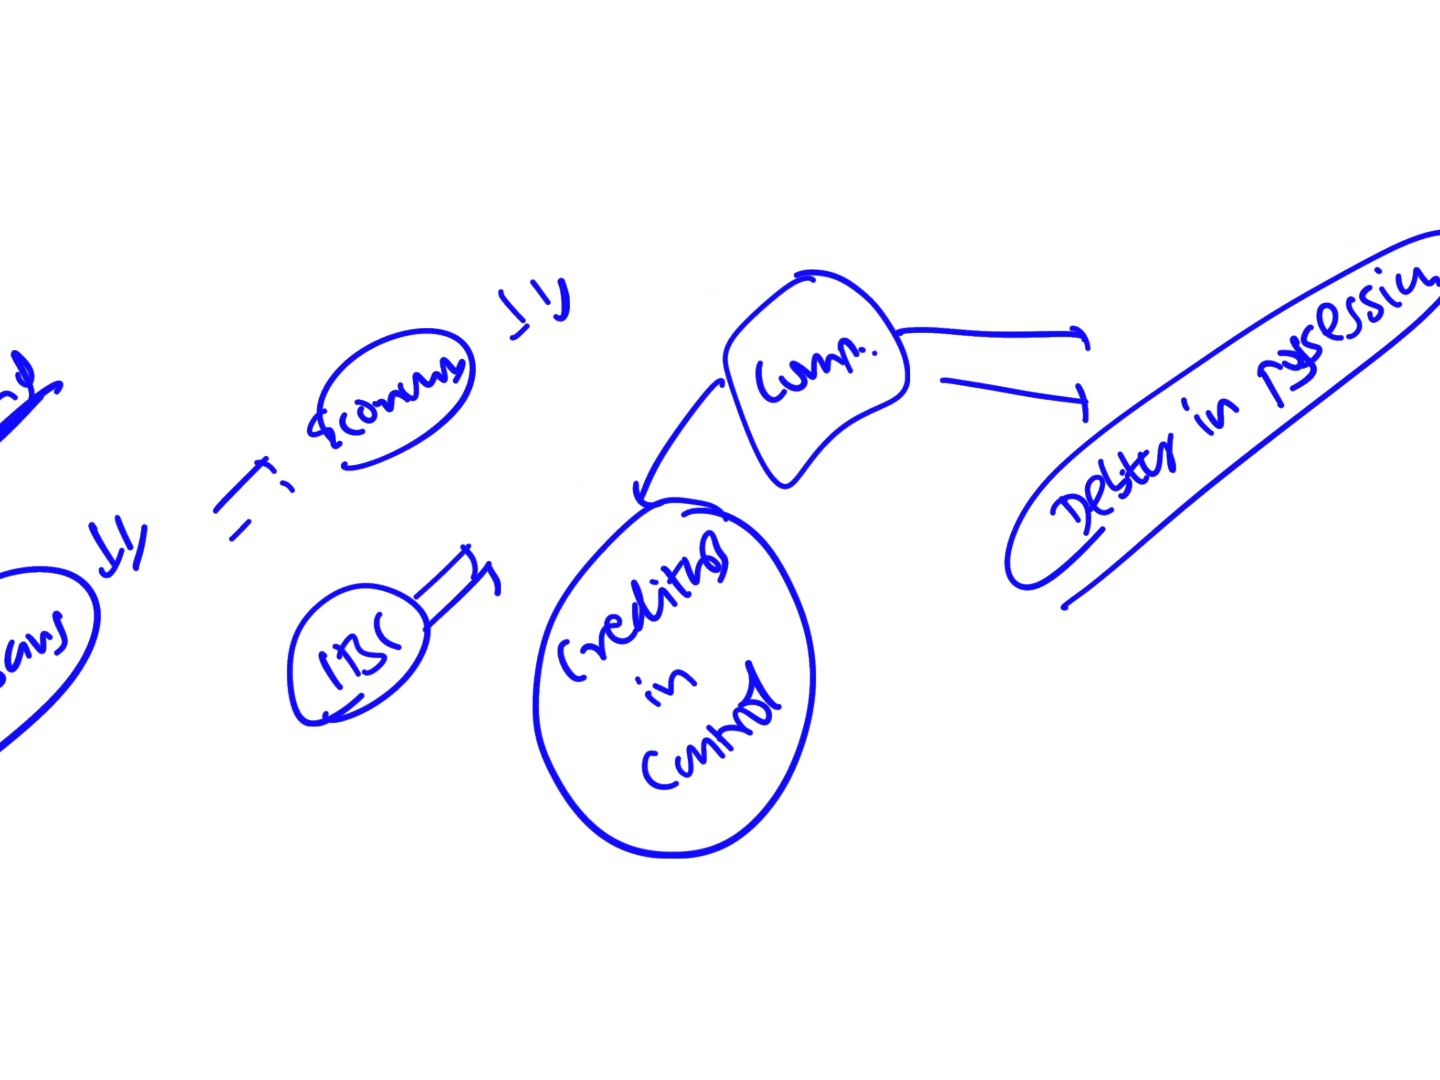 Economy
Comp.
IBC
Creditors
in
Control
Debtor in possession